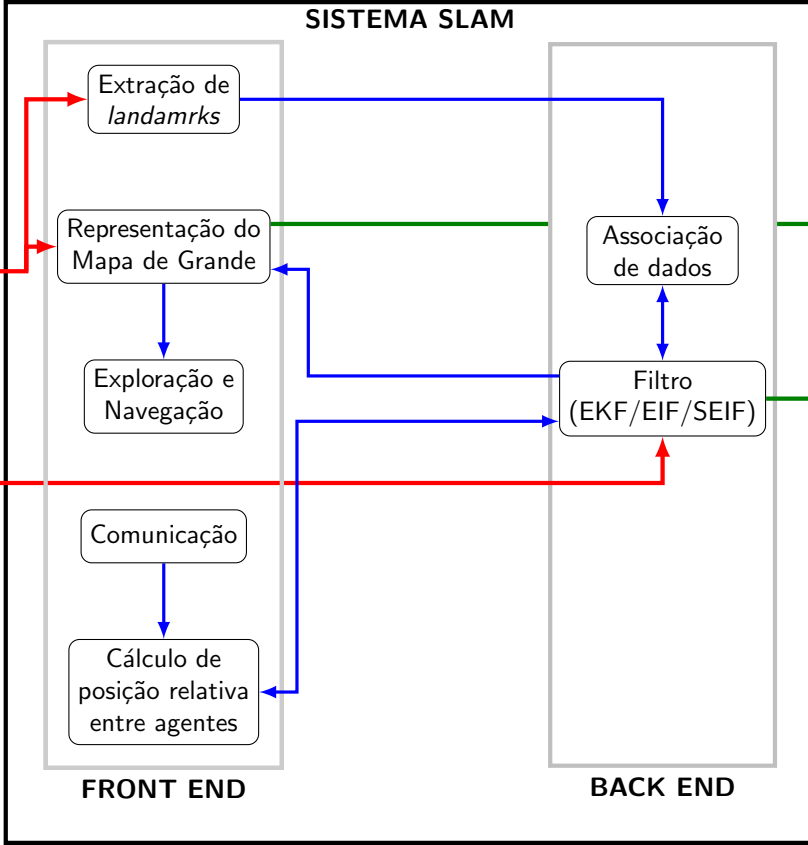 SISTEMA SLAM
Extração de
landamrks
Representação do
Mapa de Grande
Exploração e
Navegação
Comunicação
Cálculo de
posição relativa
entre agentes
FRONT END
Associação
de dados
Filtro
(EKF/EIF/SEIF)
BACK END